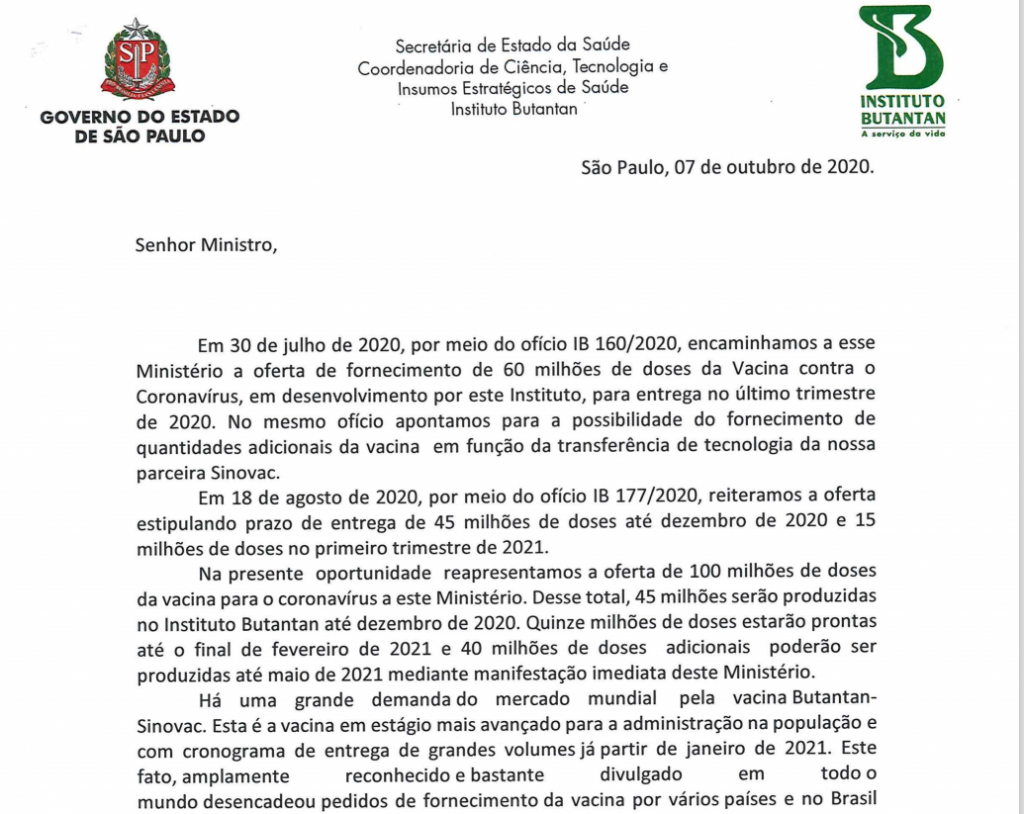 SP
GOVERNO DO ESTADO
DE SÃO PAULO
Secretária de Estado da Saúde
Coordenadoria de Ciência, Tecnologia e
Insumos Estratégicos de Saúde
Instituto Butantan
INSTITUTO
BUTANTAN
A serviço da vida
São Paulo, 07 de outubro de 2020.
Senhor Ministro,
Em 30 de julho de 2020, por meio do ofício IB 160/2020, encaminhamos a esse
Ministério a oferta de fornecimento de 60 milhões de doses da Vacina contra o
Coronavírus, em desenvolvimento por este Instituto, para entrega no último trimestre
de 2020. No mesmo ofício apontamos para a possibilidade do fornecimento de
quantidades adicionais da vacina em função da transferência de tecnologia da nossa
parceira Sinovac.
Em 18 de agosto de 2020, por meio do ofício IB 177/2020, reiteramos a oferta
estipulando prazo de entrega de 45 milhões de doses até dezembro de 2020 e 15
milhões de doses no primeiro trimestre de 2021.
Na presente oportunidade reapresentamos a oferta de 100 milhões de doses
da vacina para o coronavírus a este Ministério. Desse total, 45 milhões serão produzidas
no Instituto Butantan até dezembro de 2020. Quinze milhões de doses estarão prontas
até o final de fevereiro de 2021 e 40 milhões de doses adicionais poderão ser
produzidas até maio de 2021 mediante manifestação imediata deste Ministério.
Há uma grande demanda do mercado mundial pela vacina Butantan-
Sinovac. Esta é a vacina em estágio mais avançado para a administração na população e
com cronograma de entrega de grandes volumes já partir de janeiro de 2021. Este
fato, amplamente reconhecido e bastante divulgado em todo o
mundo desencadeou pedidos de fornecimento da vacina por vários países e no Brasil